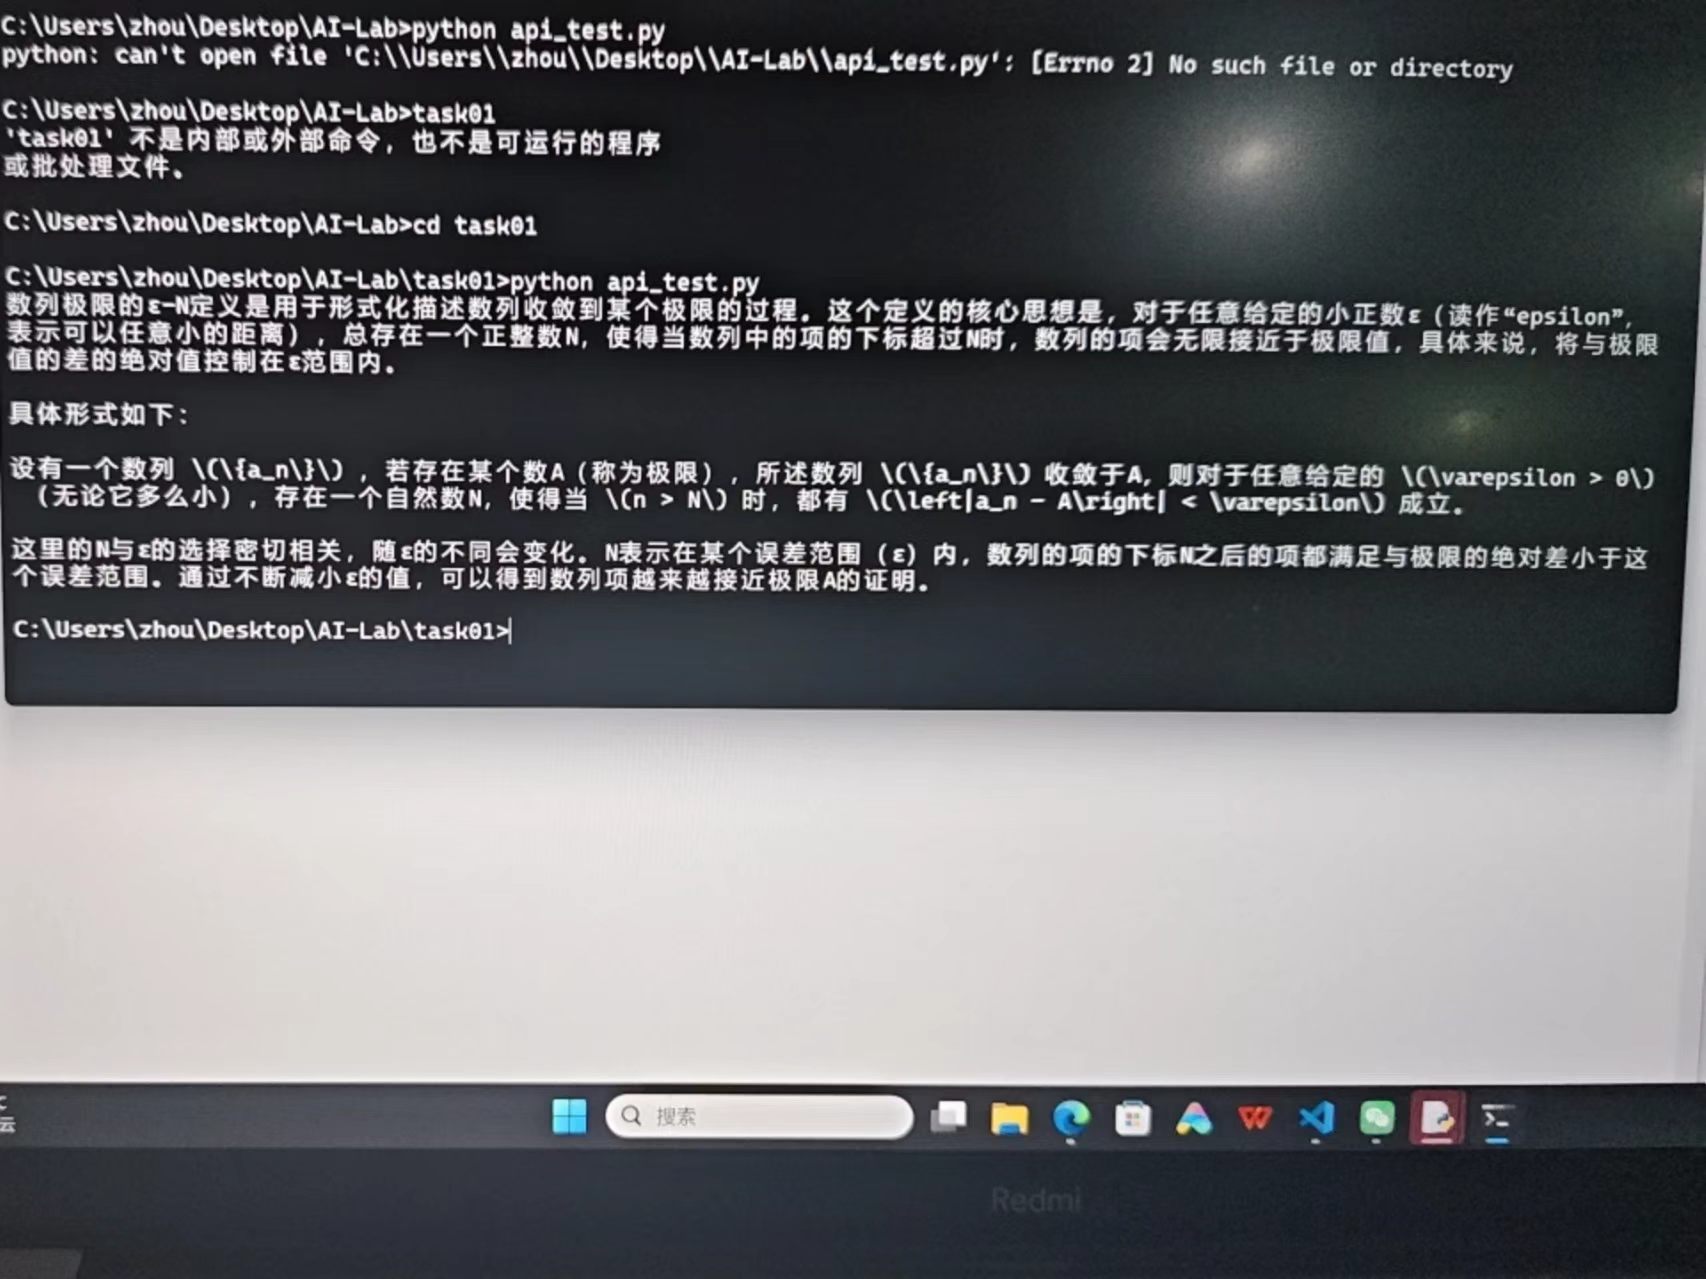 C:\Users\zhou\Desktop\AI-Lab>python api_test.py
python: can't open file 'C:\\Users\\zhou\\Desktop\\AI-Lab\\api_test.py': [Errno 2] No such file or directory
C:\Users\zhou\Desktop\AI-Lab>task01
'task01' 不是内部或外部命令，也不是可运行的程序
或批处理文件。
C:\Users\zhou\Desktop\AI-Lab>cd task01
C:\Users\zhou\Desktop\AI-Lab\task01>python api_test.py
数列极限的ε-N定义是用于形式化描述数列收敛到某个极限的过程。这个定义的核心思想是，对于任意给定的小正数ε（读作“epsilon”，
表示可以任意小的距离），总存在一个正整数N，使得当数列中的项的下标超过N时，数列的项会无限接近于极限值，具体来说，将与极限
值的差的绝对值控制在ε范围内。
具体形式如下：
设有一个数列 \(\{a_n\}\) ，若存在某个数A（称为极限），所述数列 \(\{a_n\}\) 收敛于A，则对于任意给定的 \(\varepsilon > 0\)
（无论它多么小），存在一个自然数N，使得当 \(n > N\) 时，都有 \(\left|a_n - A\right| < \varepsilon\) 成立。
这里的N与ε的选择密切相关，随ε的不同会变化。N表示在某个误差范围（ε）内，数列的项的下标N之后的项都满足与极限的绝对差小于这
个误差范围。通过不断减小ε的值，可以得到数列项越来越接近极限A的证明。
C:\Users\zhou\Desktop\AI-Lab\task01>
搜索
Redmi